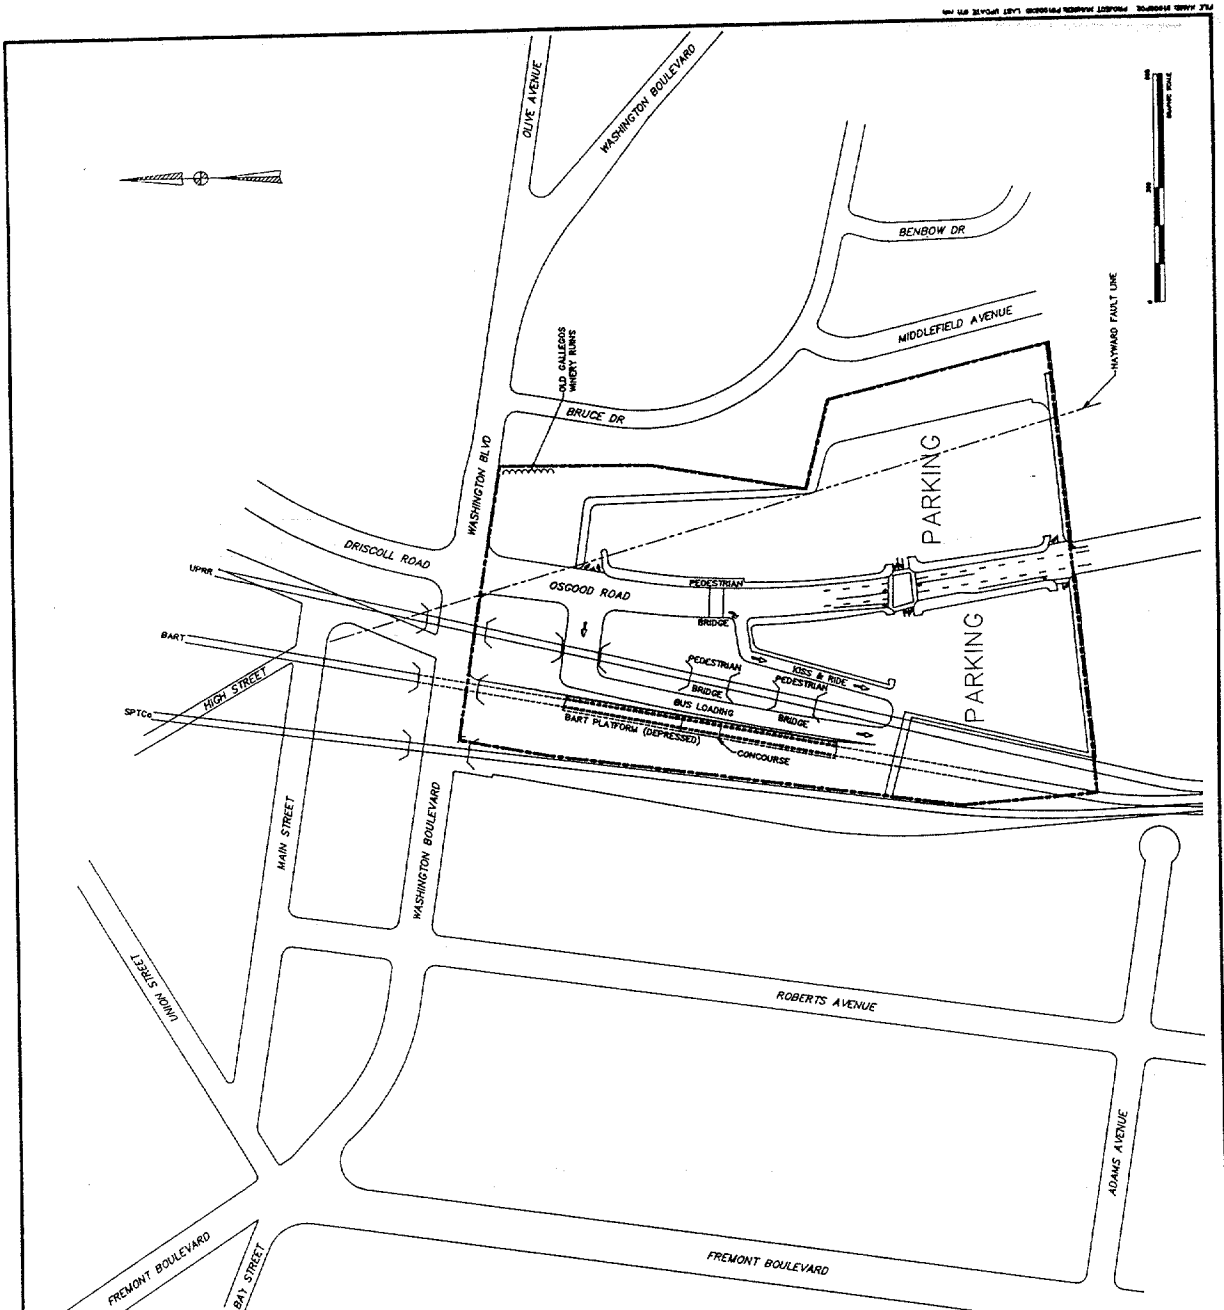 OLIVE AVENUE
WASHINGTON BOULEVARD
GRAPHIC SCALE
BENBOW DR
MIDDLEFIELD AVENUE
HAYWARD FAULT LINE
OLD GALLEGOS
WINERY RUINS
BRUCE DR
WASHINGTON BLVD
PARKING
DRISCOLL ROAD
UPRR
OSGOOD ROAD
PEDESTRIAN
BRIDGE
BART
HIGH STREET
PEDESTRIAN
BRIDGE
KISS & RIDE
PEDESTRIAN
BRIDGE
PARKING
BUS LOADING
SPTCo
BART PLATFORM (DEPRESSED)
CONCOURSE
MAIN STREET
WASHINGTON BOULEVARD
UNION STREET
ROBERTS AVENUE
ADAMS AVENUE
FREMONT BOULEVARD
BAY STREET
FREMONT BOULEVARD